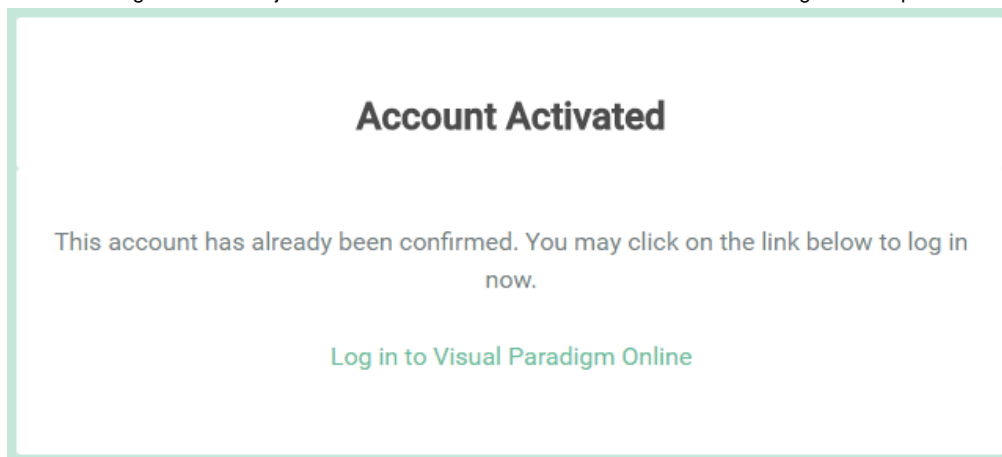 Account Activated
This account has already been confirmed. You may click on the link below to log in
now.
Log in to Visual Paradigm Online